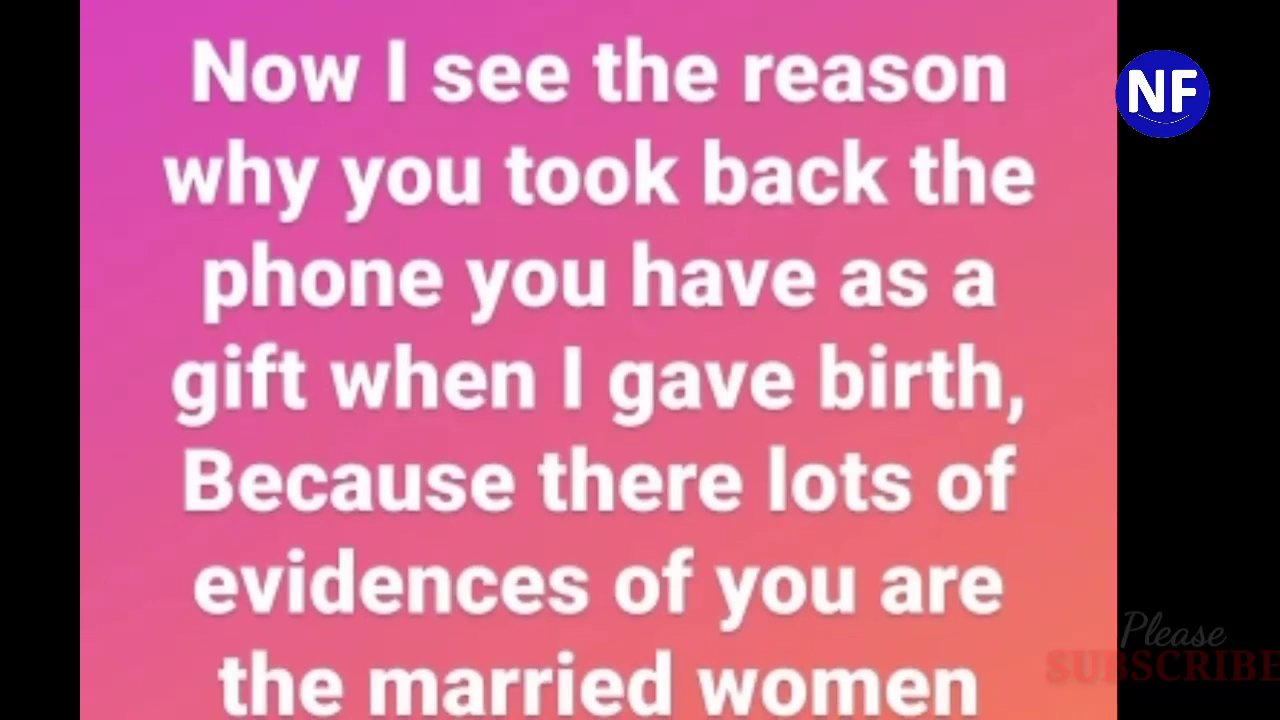 Now I see the reason
why you took back the
phone you have as a
gift when I gave birth,
Because there lots of
evidences of you are
the married women
NF
Please
SUBSCRIBE